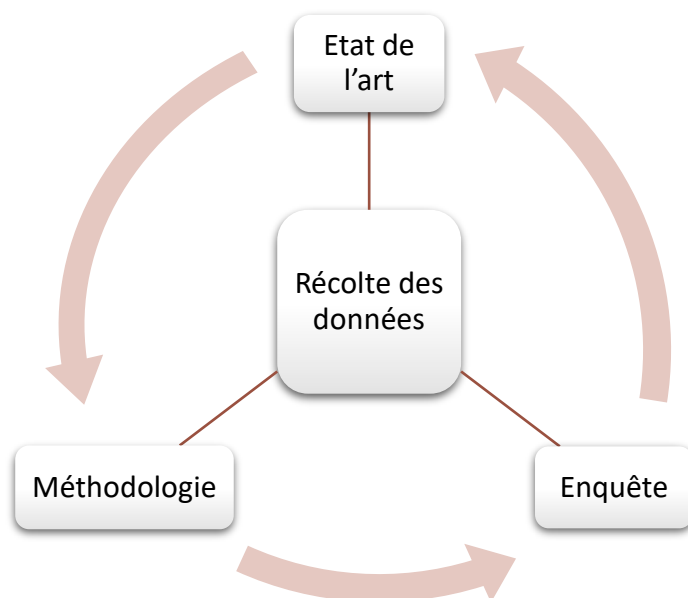 Etat de
l’art
Récolte des
données
Méthodologie
Enquête